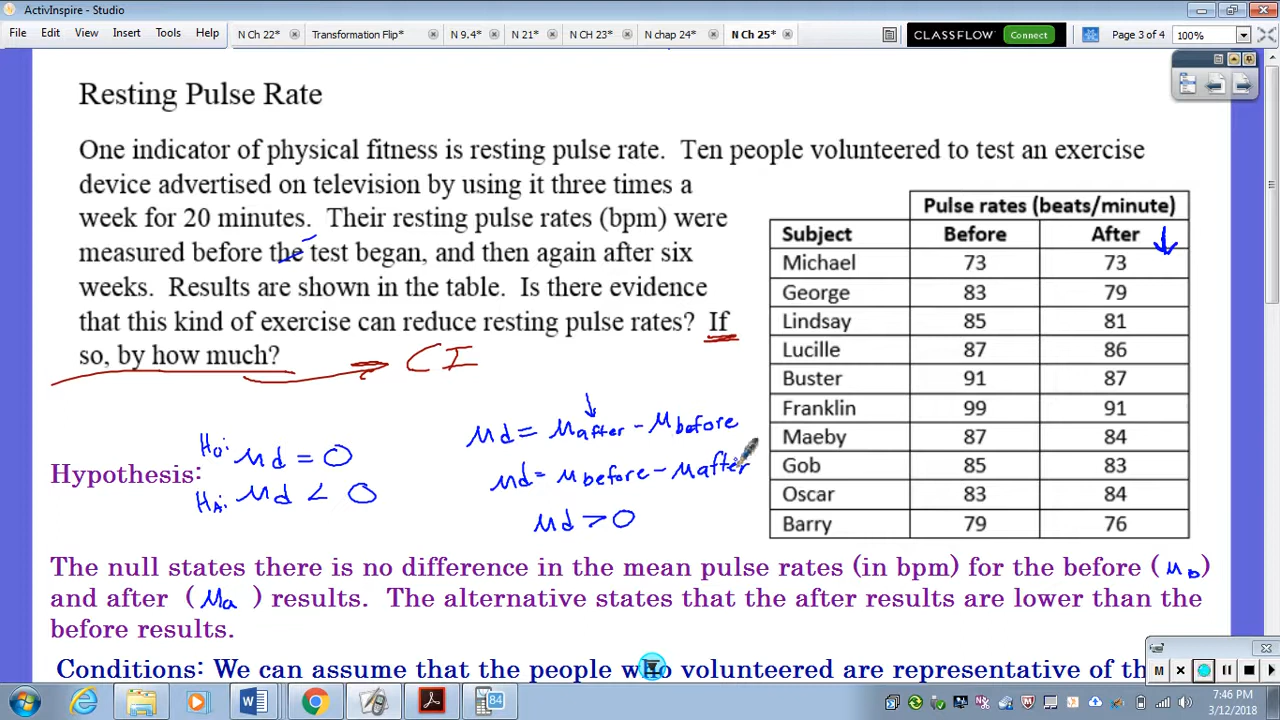 ActivInspire - Studio
File Edit View Insert Tools Help N Ch 22* Transformation Flip* N 9.4* N 21* N CH 23* N chap 24* N Ch 25* CLASSFLOW Connect Page 3 of 4 100%
Resting Pulse Rate
One indicator of physical fitness is resting pulse rate. Ten people volunteered to test an exercise
device advertised on television by using it three times a
week for 20 minutes. Their resting pulse rates (bpm) were
measured before the test began, and then again after six
weeks. Results are shown in the table. Is there evidence
that this kind of exercise can reduce resting pulse rates? If
so, by how much? CI
Pulse rates (beats/minute)
Subject Before After
Michael 73 73
George 83 79
Lindsay 85 81
Lucille 87 86
Buster 91 87
Franklin 99 91
Maeby 87 84
Gob 85 83
Oscar 83 84
Barry 79 76
μd = μafter - μbefore
H0: μd = 0
Hypothesis:
HA: μd < 0
μd = μbefore - μafter
μd > 0
The null states there is no difference in the mean pulse rates (in bpm) for the before (μb)
and after (μa) results. The alternative states that the after results are lower than the
before results.
Conditions: We can assume that the people who volunteered are representative of th
M
84
7:46 PM
3/12/2018